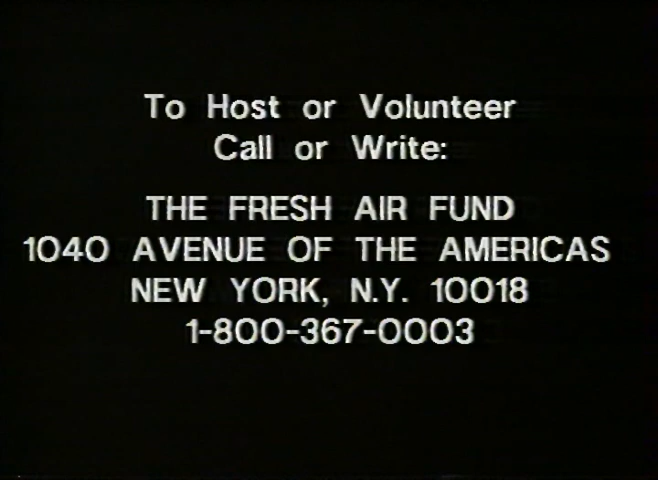 To Host or Volunteer
Call or Write:
THE FRESH AIR FUND
1040 AVENUE OF THE AMERICAS
NEW YORK, N.Y. 10018
1-800-367-0003